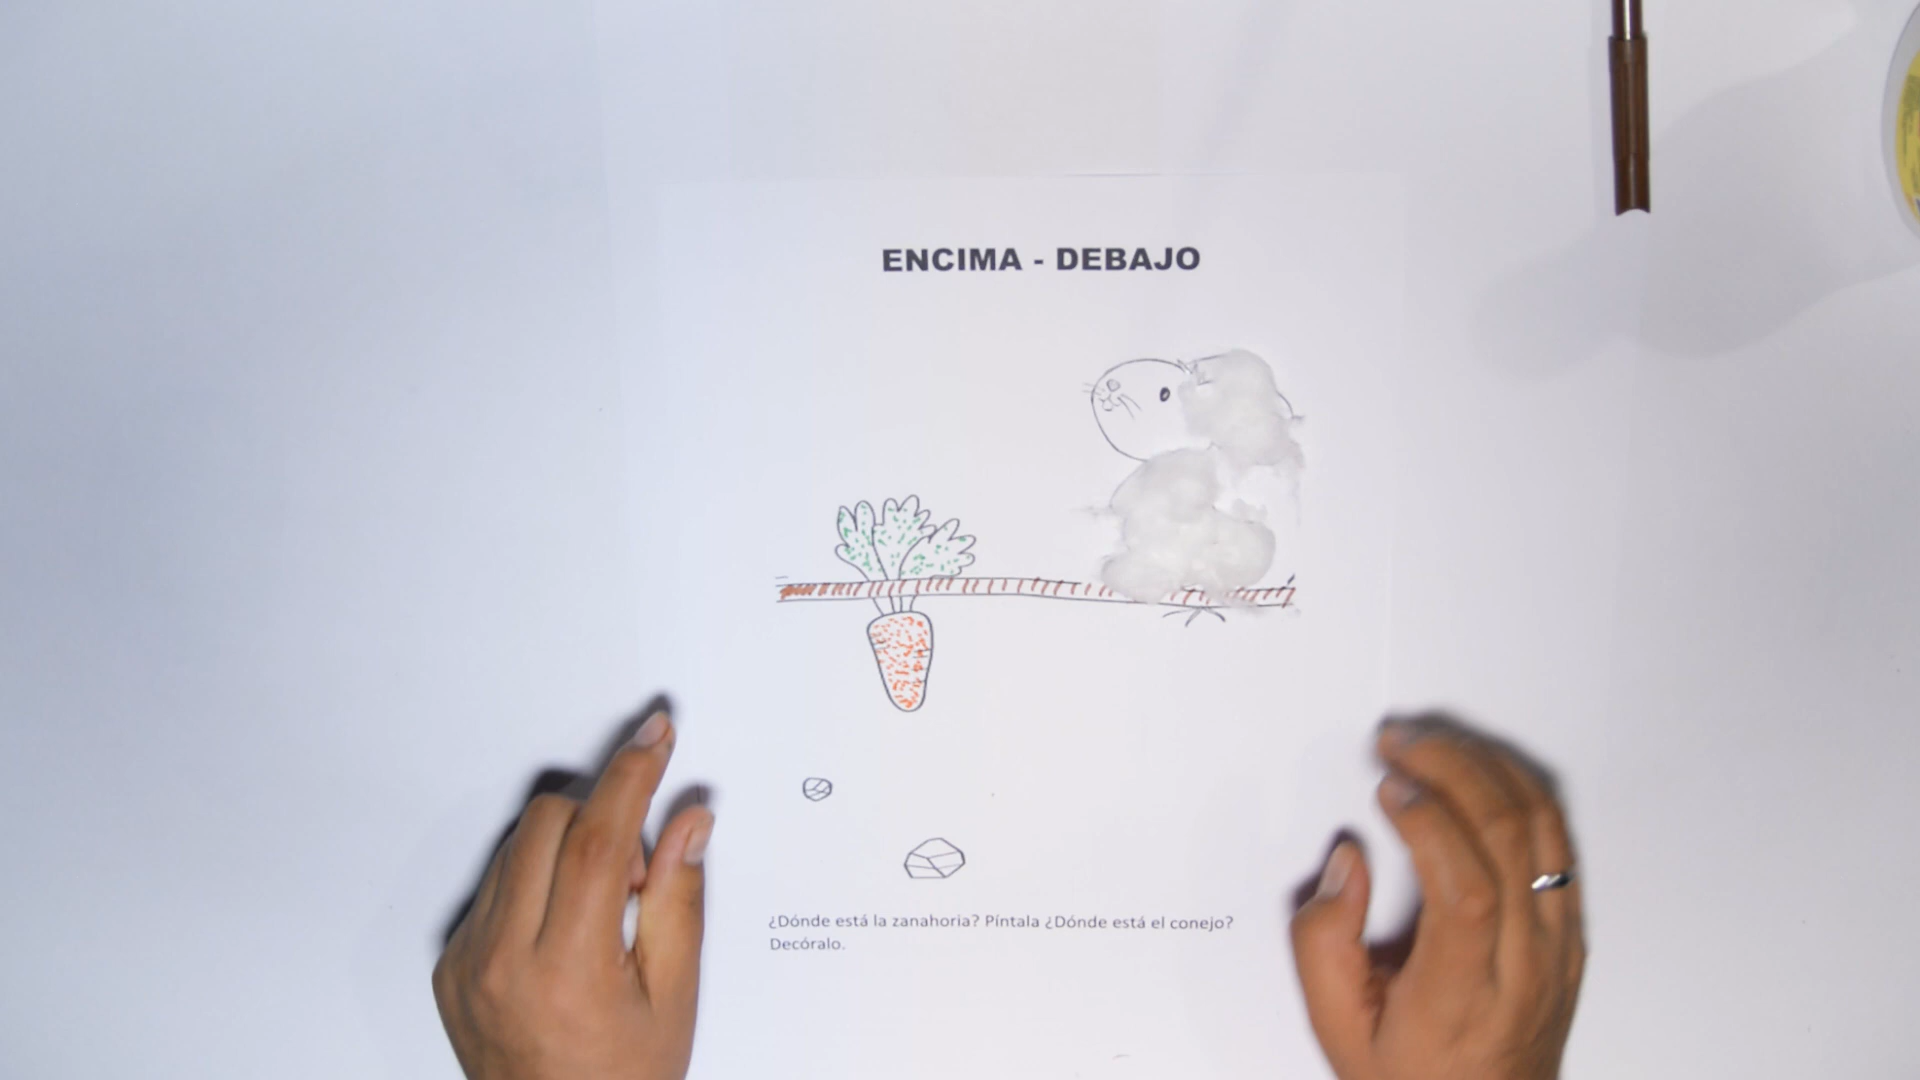 ENCIMA - DEBAJO
¿Dónde está la zanahoria? Píntala ¿Dónde está el conejo?
Decóralo.